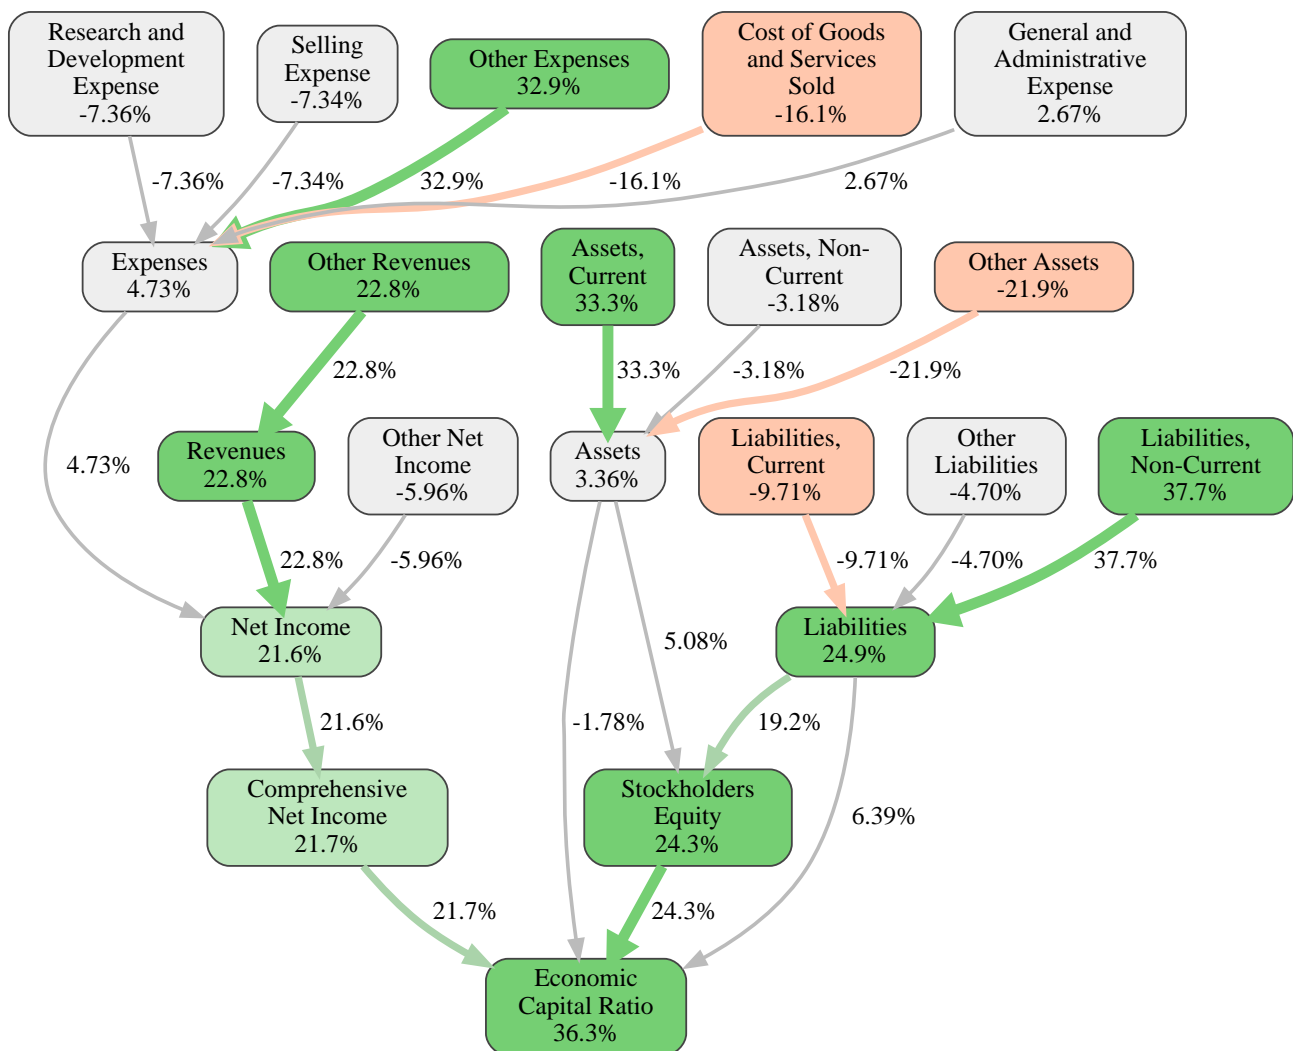 Research and
Development
Expense
-7.36%
Selling
Expense
-7.34%
Other Expenses
32.9%
Cost of Goods
and Services
Sold
-16.1%
General and
Administrative
Expense
2.67%
-7.36%
-7.34%
32.9%
-16.1%
2.67%
Expenses
4.73%
Other Revenues
22.8%
Assets,
Current
33.3%
Assets, Non-
Current
-3.18%
Other Assets
-21.9%
22.8%
33.3%
-3.18%
-21.9%
4.73%
Revenues
22.8%
Other Net
Income
-5.96%
Assets
3.36%
Liabilities,
Current
-9.71%
Other
Liabilities
-4.70%
Liabilities,
Non-Current
37.7%
22.8%
-5.96%
-9.71%
-4.70%
37.7%
Net Income
21.6%
5.08%
Liabilities
24.9%
21.6%
-1.78%
19.2%
Comprehensive
Net Income
21.7%
Stockholders
Equity
24.3%
6.39%
21.7%
24.3%
Economic
Capital Ratio
36.3%